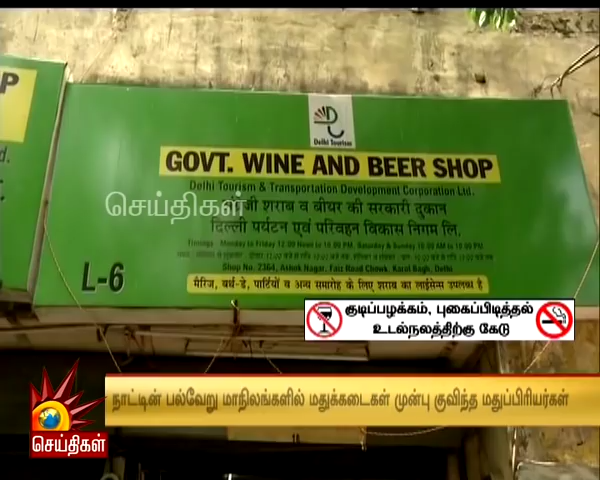 P
d.
Delhi Tourism
GOVT. WINE AND BEER SHOP
Delhi Tourism & Transportation Development Corporation Ltd.
செய்திகள்
शराब व बीयर की सरकारी दुकान
दिल्ली पर्यटन एवं परिवहन विकास निगम लि.
Timings Monday to Friday 12:00 Noon to 10:00 PM, Saturday & Sunday 10:00 AM to 10:00 PM
Shop No. 2364, Ashok Nagar, Faiz Road Chowk, Karol Bagh, Delhi
L-6
मैरिज, बर्थ-डे, पार्टियों व अन्य समारोह के लिए शराब का लाईसेन्स उपलब्ध है
குடிப்பழக்கம், புகைப்பிடித்தல்
உடல்நலத்திற்கு கேடு
நாட்டின் பல்வேறு மாநிலங்களில் மதுக்கடைகள் முன்பு குவிந்த மதுப்பிரியர்கள்
செய்திகள்